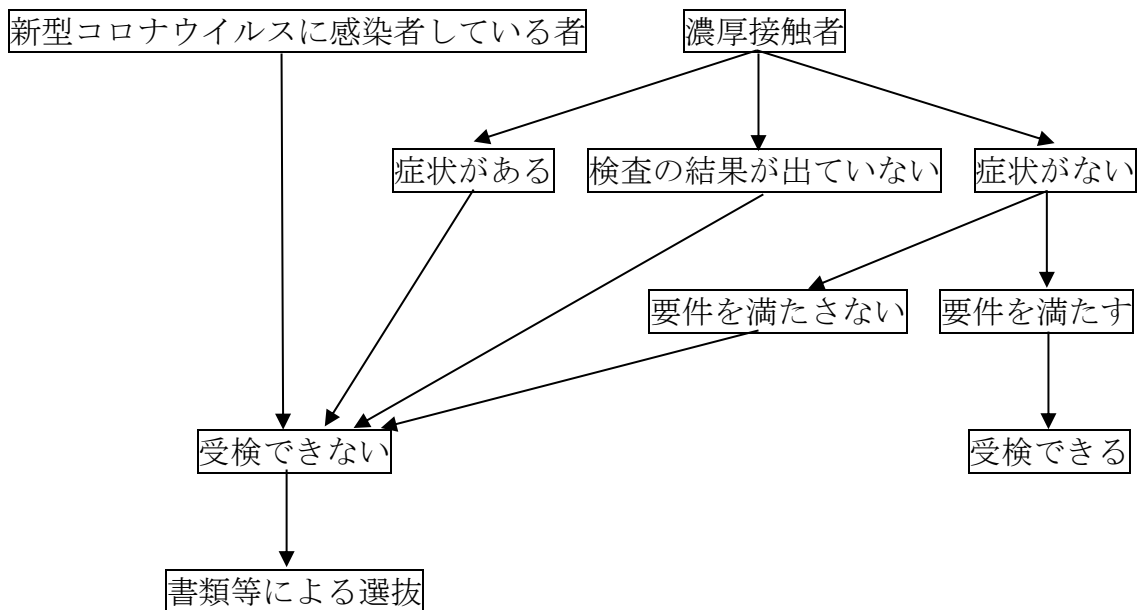 新型コロナウイルスに感染者している者
濃厚接触者
症状がある
検査の結果が出ていない
症状がない
要件を満たさない
要件を満たす
受検できない
受検できる
書類等による選抜